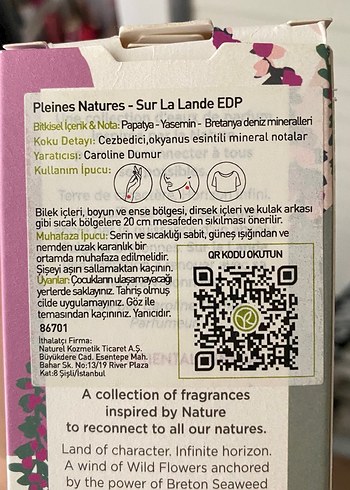 Pleines Natures - Sur La Lande EDP
Bitkisel İçerik & Nota: Papatya - Yasemin - Bretanya deniz mineralleri
Koku Detayı: Cezbedici,okyanus esintili mineral notalar
Yaratıcısı: Caroline Dumur
Kullanım İpucu:
Bilek içleri, boyun ve ense bölgesi, dirsek içleri ve kulak arkası
gibi sıcak bölgelere 20 cm mesafeden sıkılması önerilir.
Muhafaza İpucu: Serin ve sıcaklığı sabit, güneş ışığından ve
nemden uzak karanlık bir
ortamda muhafaza edilmelidir.
Şişeyi aşırı sallamaktan kaçının.
Uyarılar: Çocukların ulaşamayacağı
yerlerde saklayınız. Tahriş olmuş
cilde uygulamayınız. Göz ile
temasından kaçınınız. Yanıcıdır.
86701
İthalatçı Firma:
Naturel Kozmetik Ticaret A.Ş.
Büyükdere Cad. Esentepe Mah.
Bahar Sk. No:13/19 River Plaza
Kat:8 Şişli/İstanbul
QR KODU OKUTUN
A collection of fragrances
inspired by Nature
to reconnect to all our natures.
Land of character. Infinite horizon.
A wind of Wild Flowers anchored
by the power of Breton Seaweed